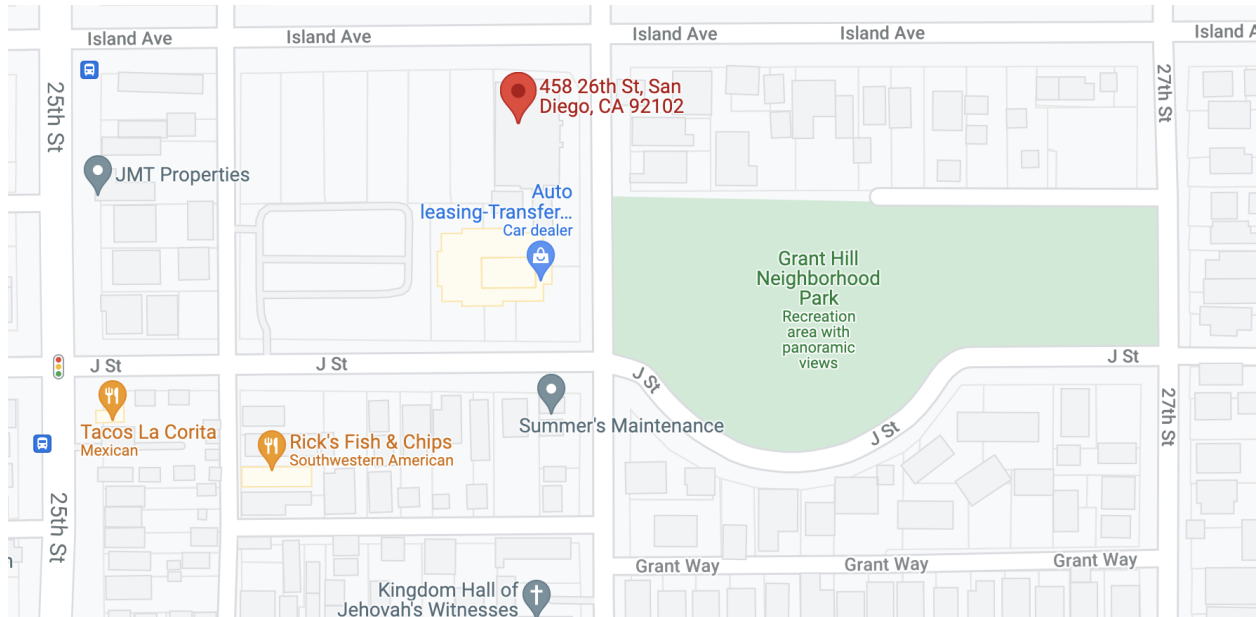 Island Ave
Island Ave
Island Ave
Island Ave
Island A
25th St
27th St
458 26th St, San
Diego, CA 92102
JMT Properties
Auto
leasing-Transfer...
Car dealer
Grant Hill
Neighborhood
Park
Recreation
area with
panoramic
views
J St
J St
J St
J St
J St
27th St
Tacos La Corita
Mexican
Rick's Fish & Chips
Southwestern American
Summer's Maintenance
25th St
n
Grant Way
Grant Way
Grant Way
Kingdom Hall of
Jehovah's Witnesses